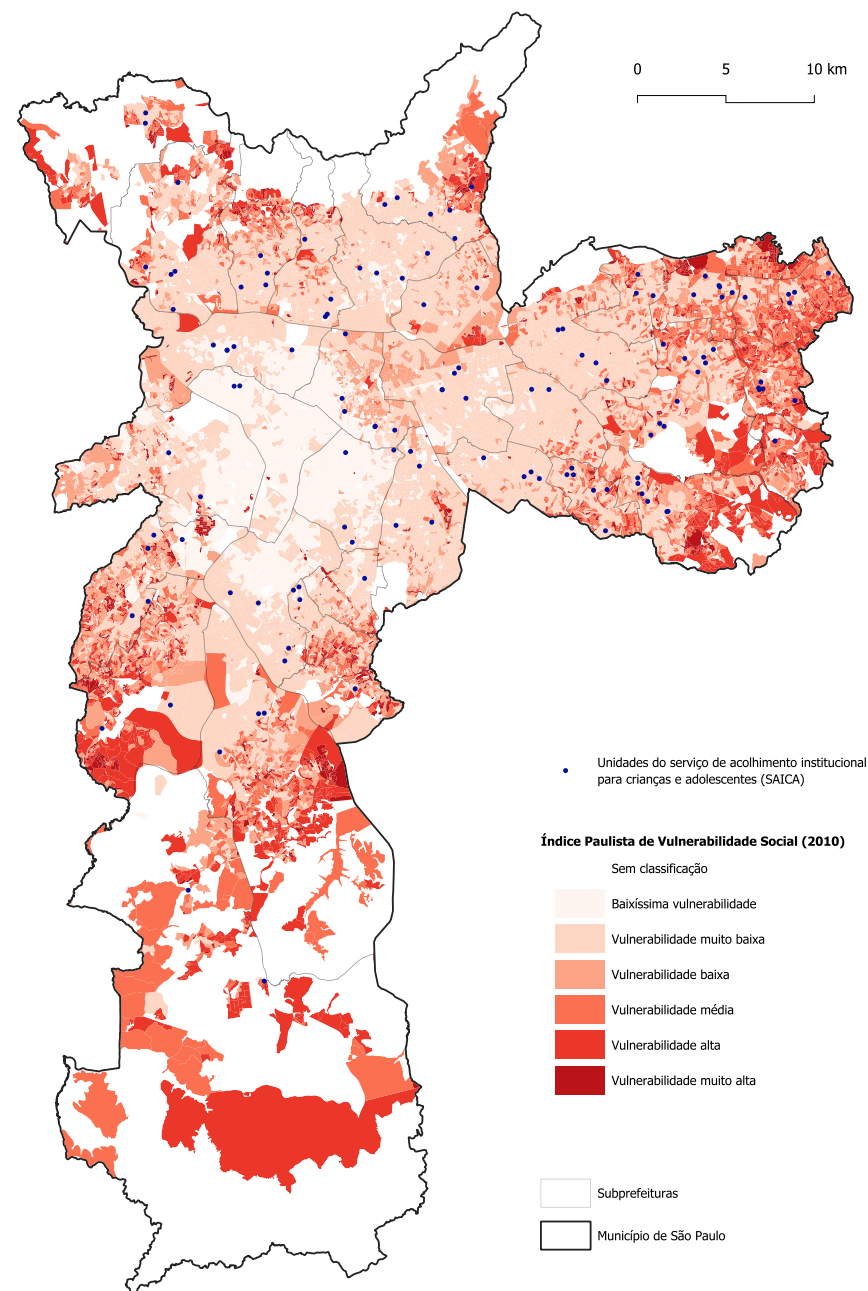 0 5 10 km
Unidades do serviço de acolhimento institucional
para crianças e adolescentes (SAICA)
Índice Paulista de Vulnerabilidade Social (2010)
Sem classificação
Baixíssima vulnerabilidade
Vulnerabilidade muito baixa
Vulnerabilidade baixa
Vulnerabilidade média
Vulnerabilidade alta
Vulnerabilidade muito alta
Subprefeituras
Município de São Paulo